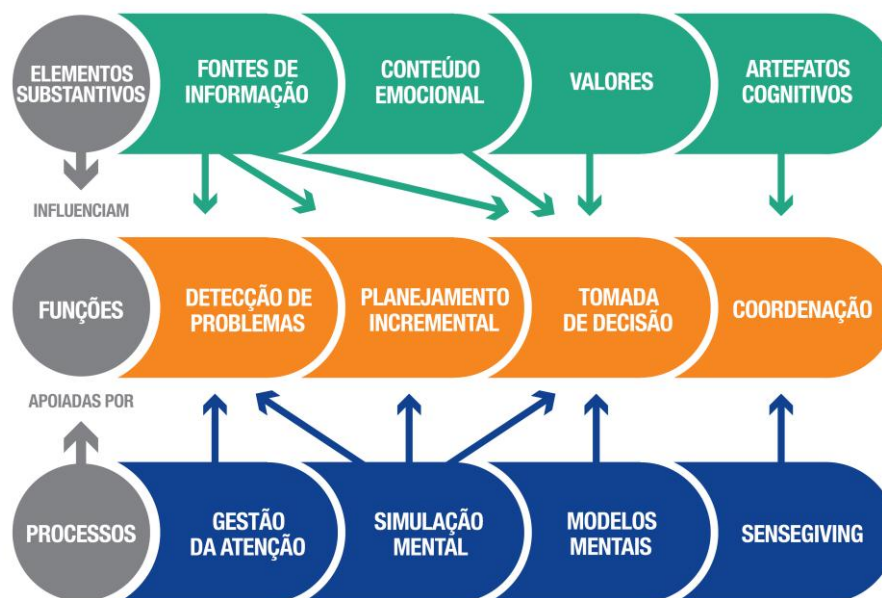 ELEMENTOS
SUBSTANTIVOS
FONTES DE
INFORMAÇÃO
CONTEÚDO
EMOCIONAL
VALORES
ARTEFATOS
COGNITIVOS
INFLUENCIAM
FUNÇÕES
DETECÇÃO DE
PROBLEMAS
PLANEJAMENTO
INCREMENTAL
TOMADA
DE DECISÃO
COORDENAÇÃO
APOIADAS POR
PROCESSOS
GESTÃO
DA ATENÇÃO
SIMULAÇÃO
MENTAL
MODELOS
MENTAIS
SENSEGIVING